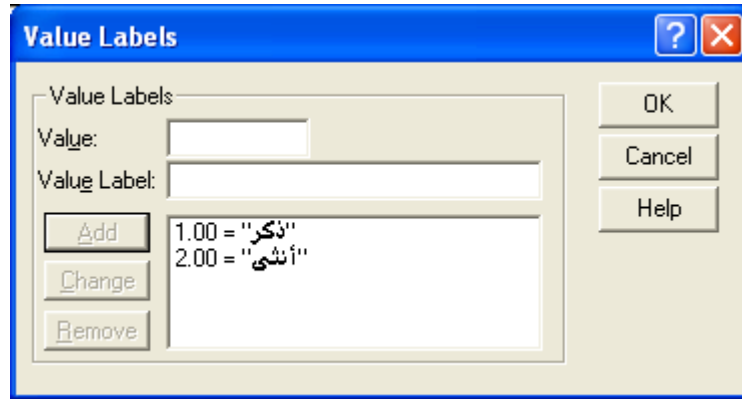 Value Labels
Value Labels
Value:
Value Label:
Add
Change
Remove
1.00 = "ذكر"
2.00 = "أنثى"
OK
Cancel
Help